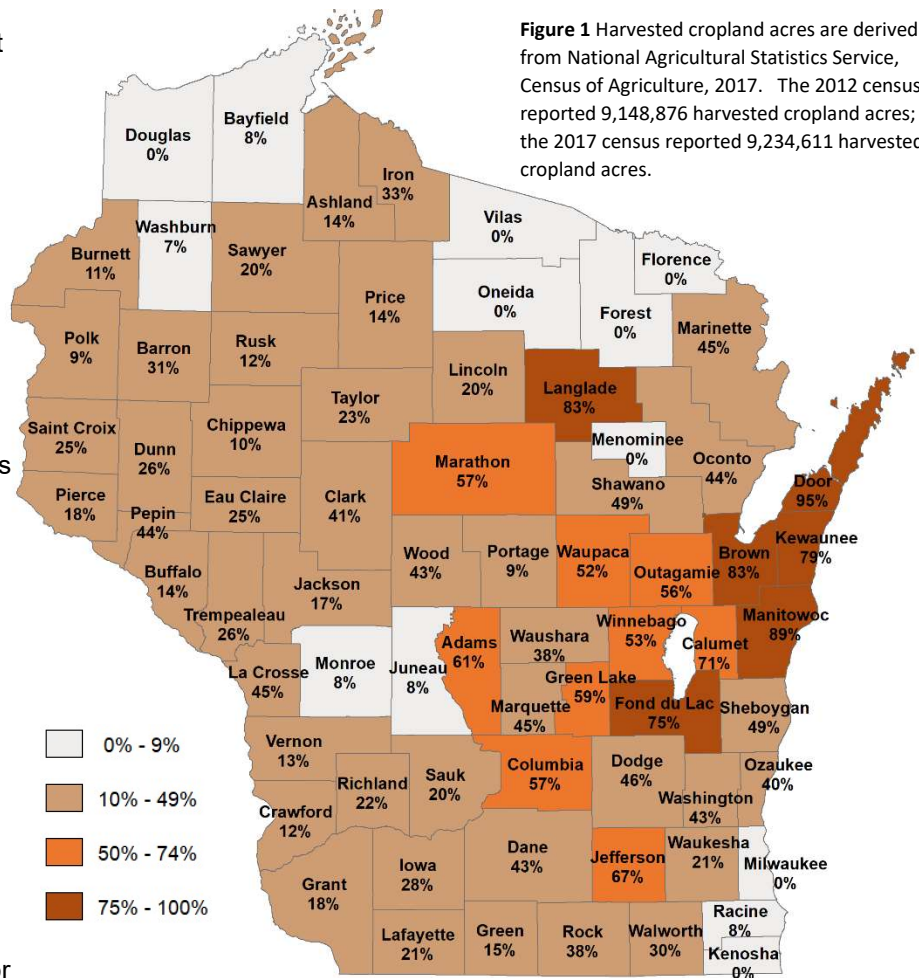 t
Figure 1 Harvested cropland acres are derived
from National Agricultural Statistics Service,
Census of Agriculture, 2017. The 2012 census
reported 9,148,876 harvested cropland acres;
the 2017 census reported 9,234,611 harvested
cropland acres.
Douglas
0%
Bayfield
8%
Iron
33%
Ashland
14%
Vilas
0%
Washburn
7%
Burnett
11%
Sawyer
20%
Florence
0%
Oneida
0%
Forest
0%
Price
14%
Marinette
45%
Polk
9%
Barron
31%
Rusk
12%
Lincoln
20%
Langlade
83%
Taylor
23%
Chippewa
10%
Saint Croix
25%
Dunn
26%
Menominee
0%
Oconto
44%
s
Marathon
57%
Shawano
49%
Door
95%
Pierce
18%
Eau Claire
25%
Clark
41%
Pepin
44%
Kewaunee
79%
Brown
83%
Wood
43%
Portage
9%
Waupaca
52%
Outagamie
56%
Buffalo
14%
Jackson
17%
Trempealeau
26%
Manitowoc
89%
Winnebago
53%
Calumet
71%
Adams
61%
Waushara
38%
Monroe
8%
Juneau
8%
La Crosse
45%
Green Lake
59%
Marquette
45%
Fond du Lac
75%
Sheboygan
49%
0% - 9%
10% - 49%
50% - 74%
75% - 100%
Vernon
13%
Richland
22%
Sauk
20%
Columbia
57%
Dodge
46%
Ozaukee
40%
Washington
43%
Crawford
12%
Dane
43%
Jefferson
67%
Waukesha
21%
Milwaukee
0%
Iowa
28%
Grant
18%
Racine
8%
Lafayette
21%
Green
15%
Rock
38%
Walworth
30%
Kenosha
0%
or